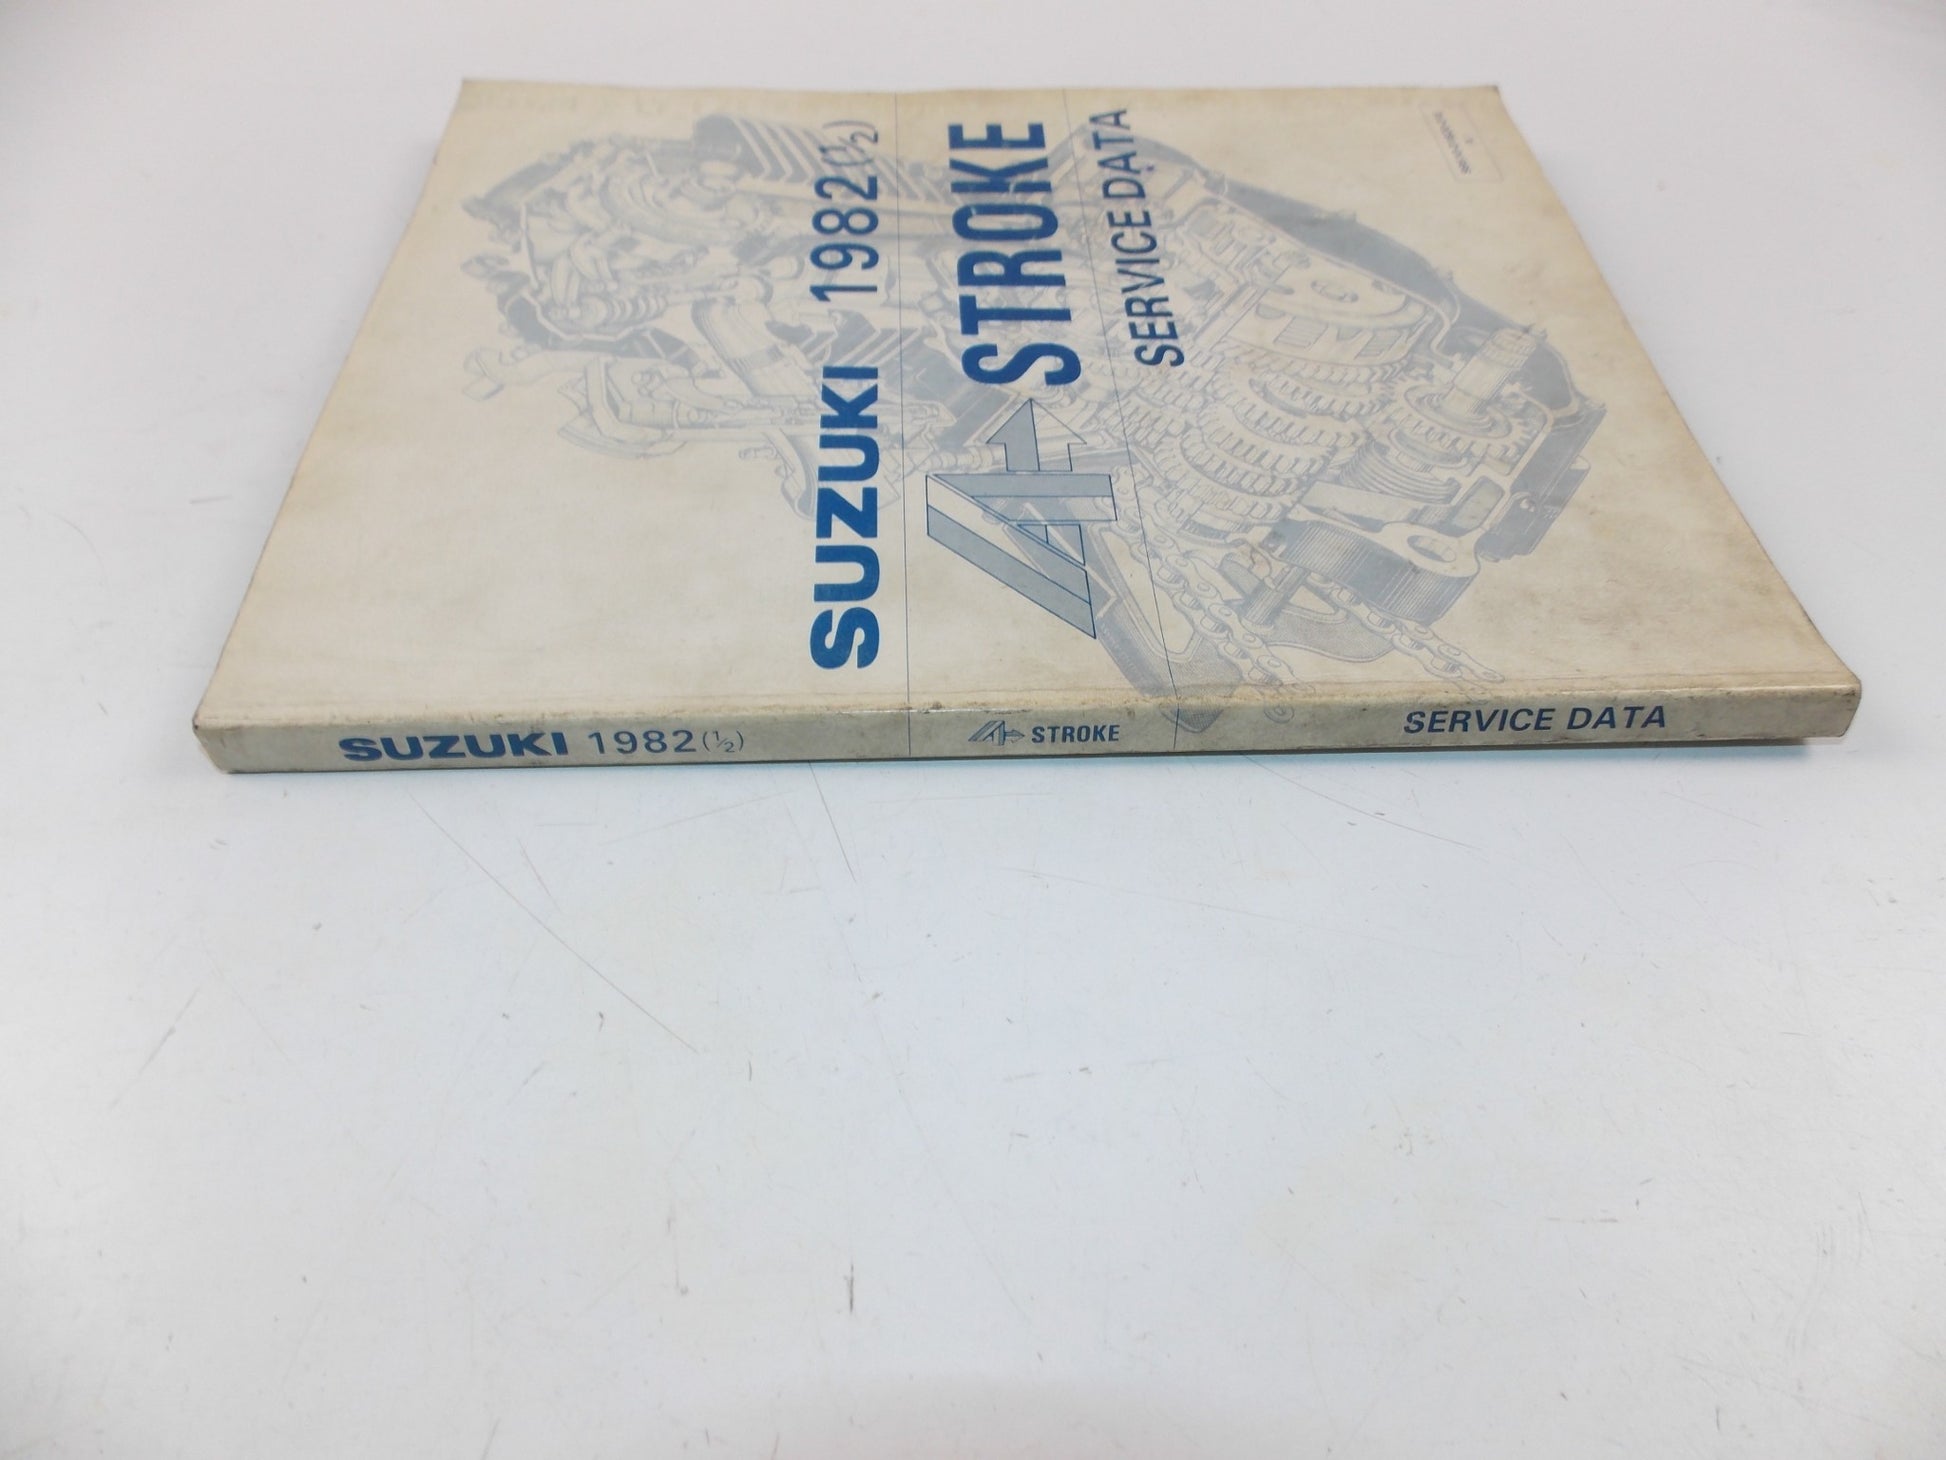 SUZUKI 1982(½)
4 STROKE
SERVICE DATA
SUZUKI 1982(½)
4 STROKE
SERVICE DATA